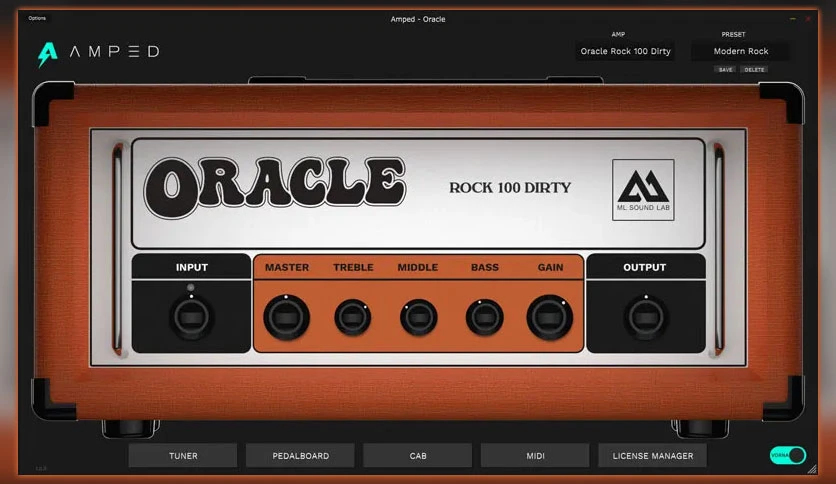 Options
Amped - Oracle
AMPED
AMP
Oracle Rock 100 Dirty
PRESET
Modern Rock
SAVE
DELETE
ORACLE
ROCK 100 DIRTY
ML SOUND LAB
INPUT
MASTER
TREBLE
MIDDLE
BASS
GAIN
OUTPUT
TUNER
PEDALBOARD
CAB
MIDI
LICENSE MANAGER